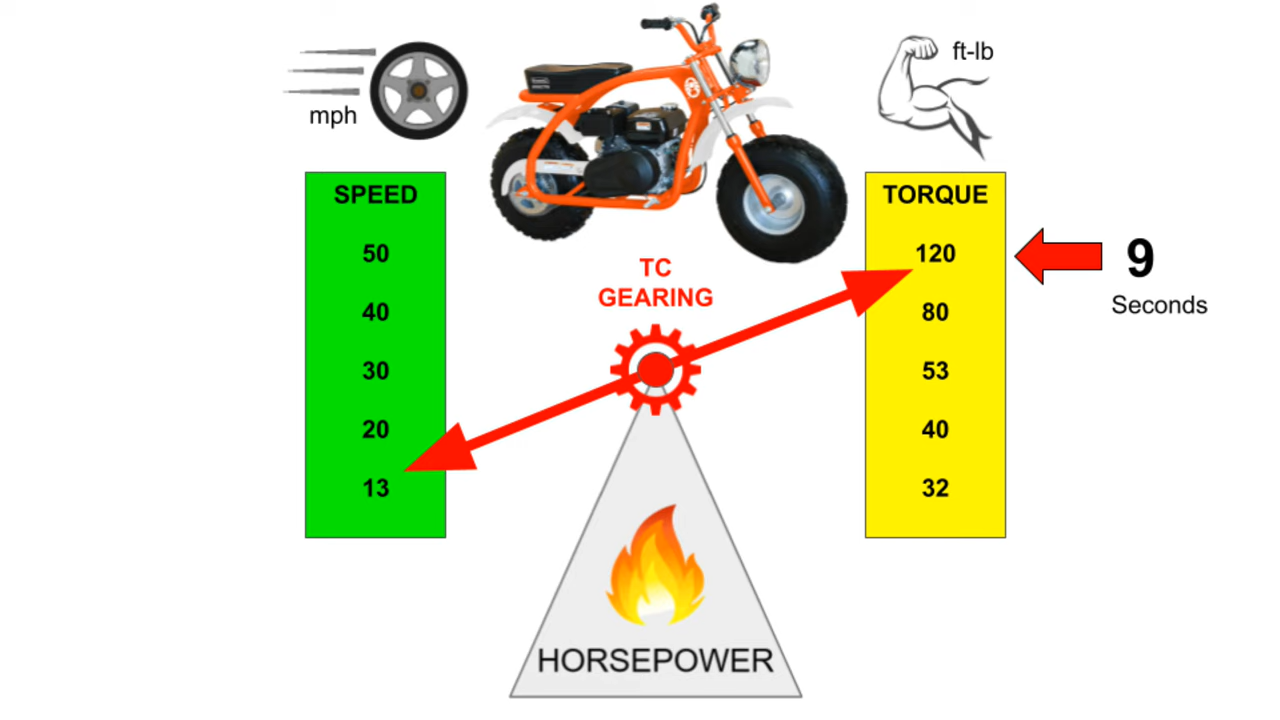 mph
ft-lb
SPEED
50
40
30
20
13
TC
GEARING
TORQUE
120
80
53
40
32
9
Seconds
HORSEPOWER